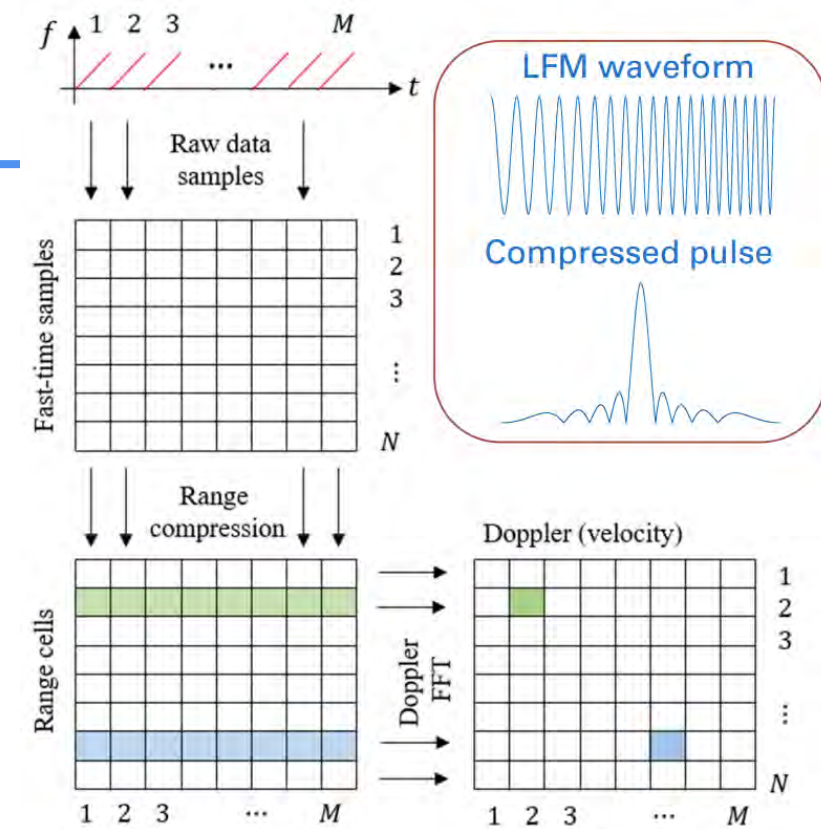 f
1 2 3 M
...
t
LFM waveform
Compressed pulse
Raw data
samples
Fast-time samples
1
2
3
⋮
N
Range
compression
Doppler (velocity)
Range cells
Doppler
FFT
1
2
3
⋮
N
1 2 3 ... M
1 2 3 ... M